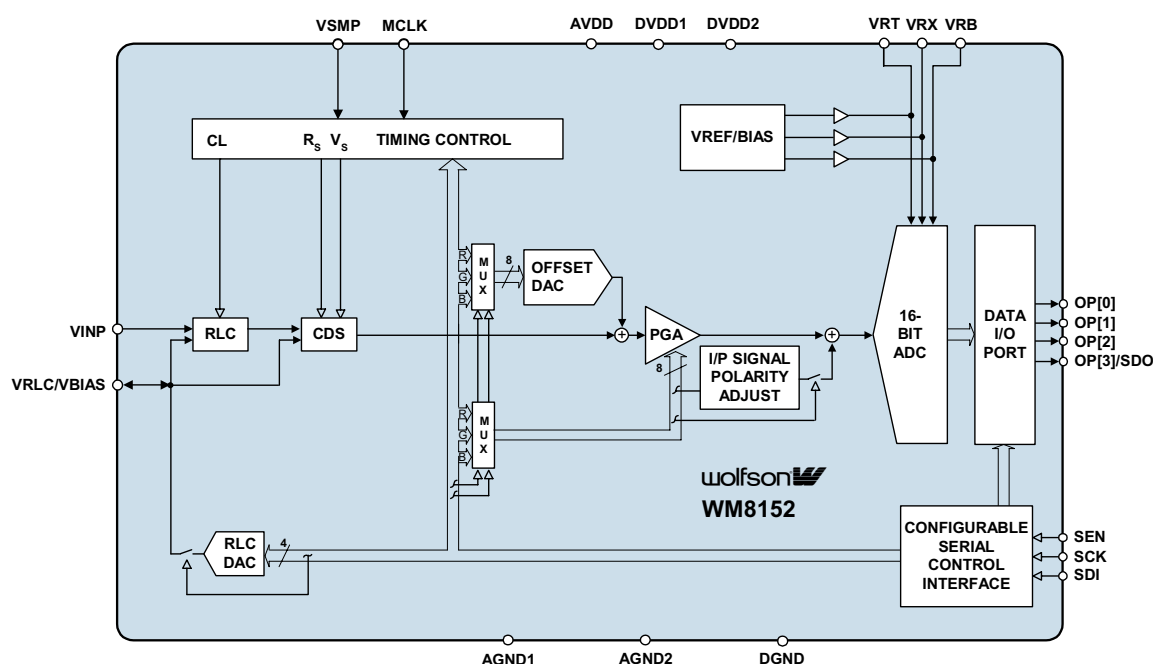 VSMP MCLK AVDD DVDD1 DVDD2 VRT VRX VRB
CL R_S V_S TIMING CONTROL
VREF/BIAS
R
G
B
MUX
8
OFFSET
DAC
VINP
RLC
CDS
PGA
8
I/P SIGNAL
POLARITY
ADJUST
16-
BIT
ADC
DATA
I/O
PORT
OP[0]
OP[1]
OP[2]
OP[3]/SDO
VRLC/VBIAS
R
G
B
MUX
wolfson
WM8152
RLC
DAC
4
CONFIGURABLE
SERIAL
CONTROL
INTERFACE
SEN
SCK
SDI
AGND1 AGND2 DGND